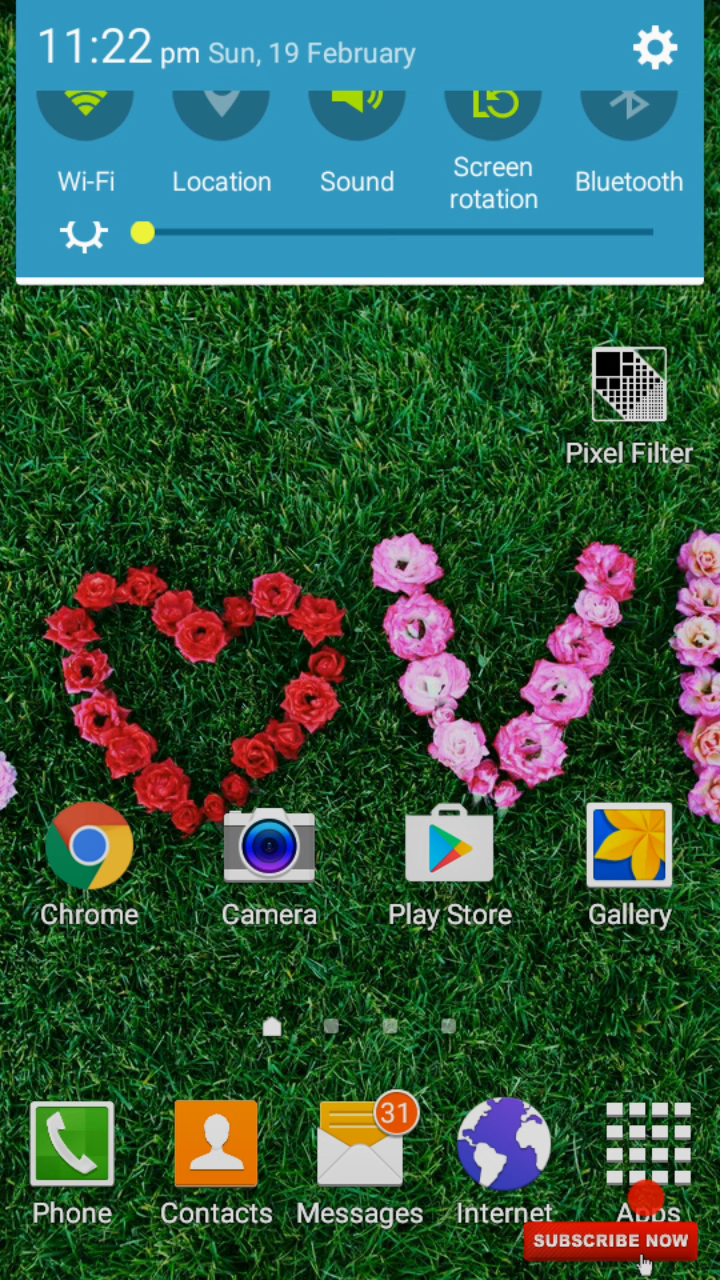 11:22 pm Sun, 19 February
Wi-Fi
Location
Sound
Screen
rotation
Bluetooth
Pixel Filter
Chrome
Camera
Play Store
Gallery
31
Phone
Contacts
Messages
Internet
Apps
SUBSCRIBE NOW